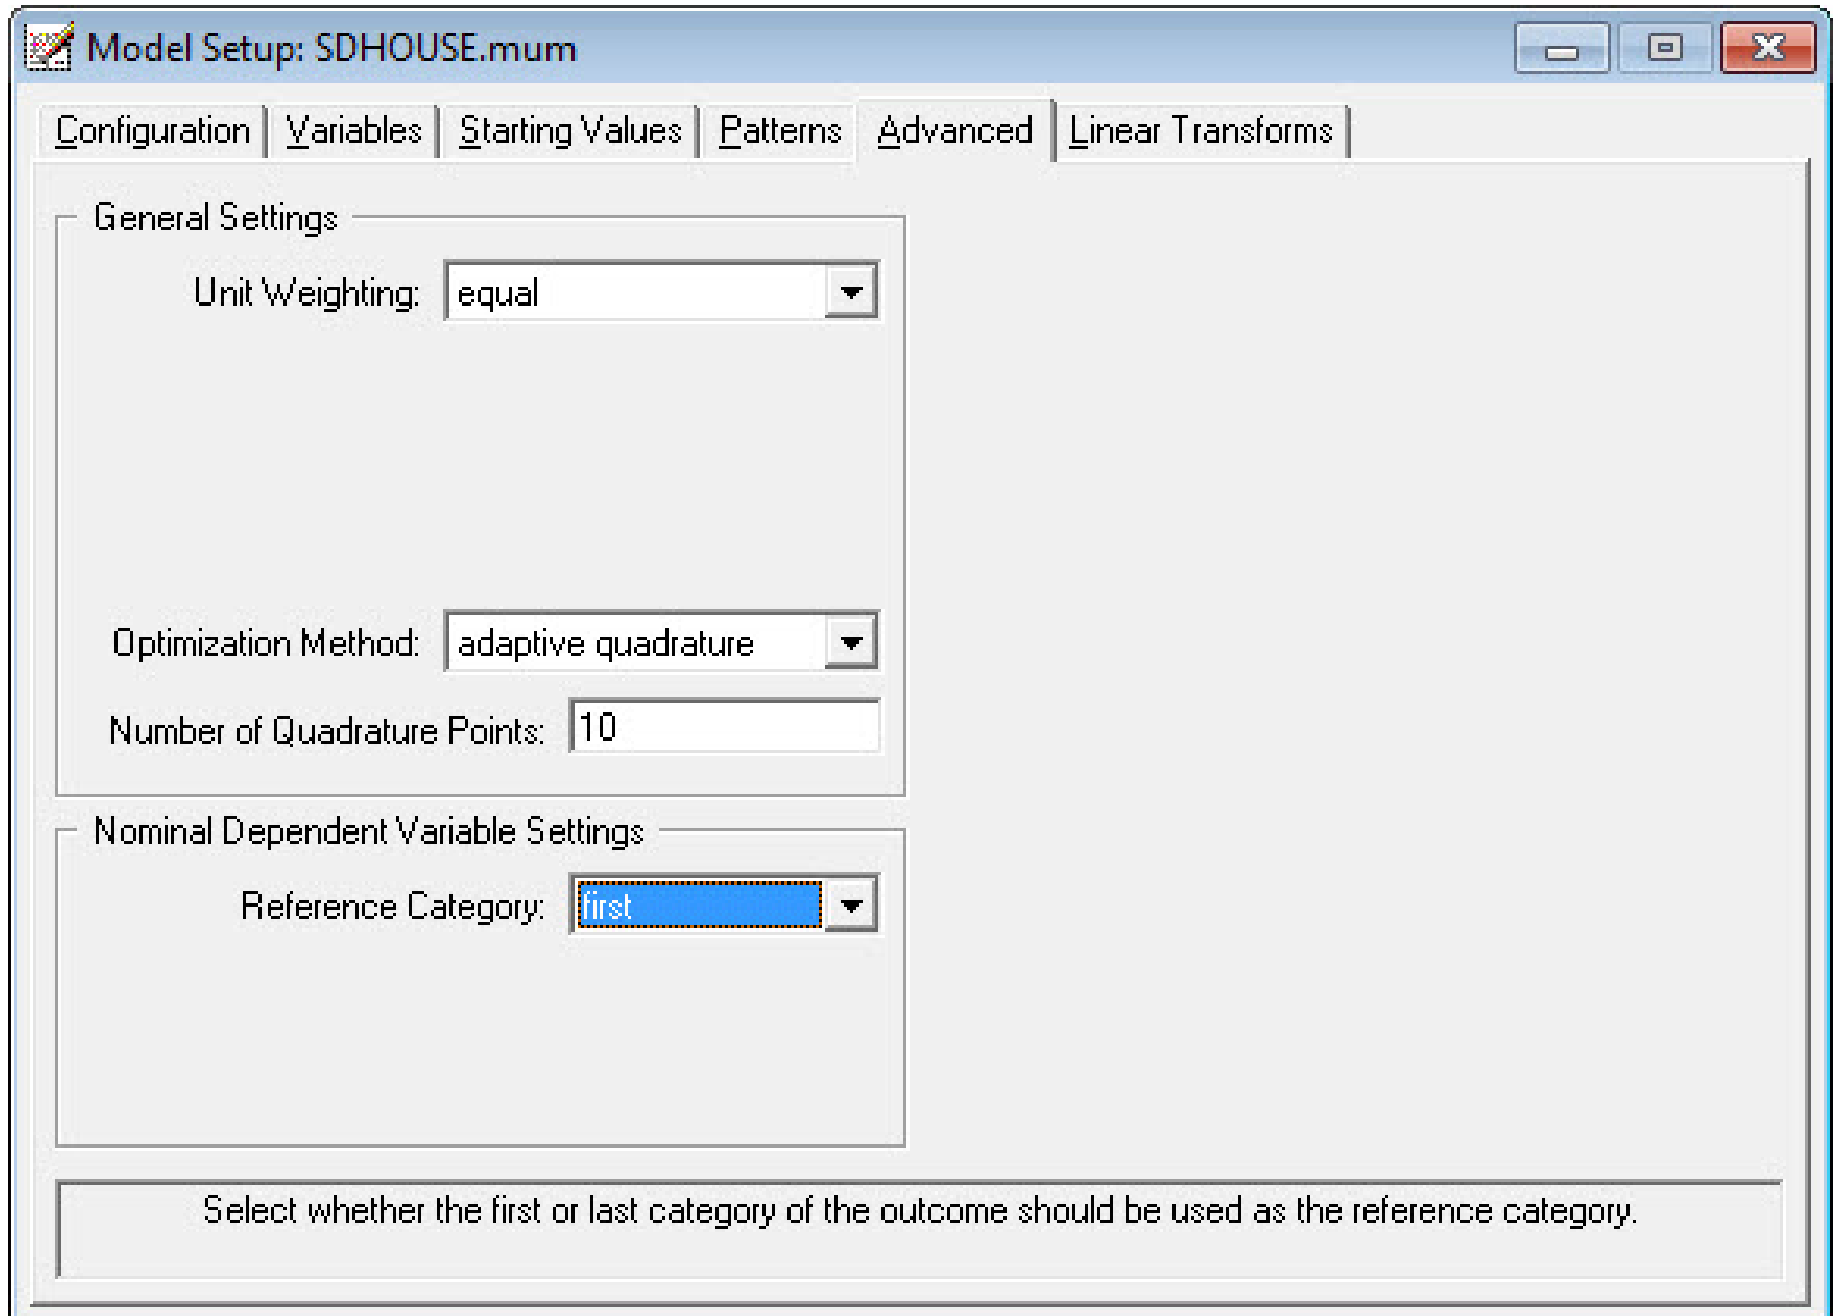 Model Setup: SDHOUSE.mum
Configuration Variables Starting Values Patterns Advanced Linear Transforms
General Settings
Unit Weighting: equal
Optimization Method: adaptive quadrature
Number of Quadrature Points: 10
Nominal Dependent Variable Settings
Reference Category: first
Select whether the first or last category of the outcome should be used as the reference category.